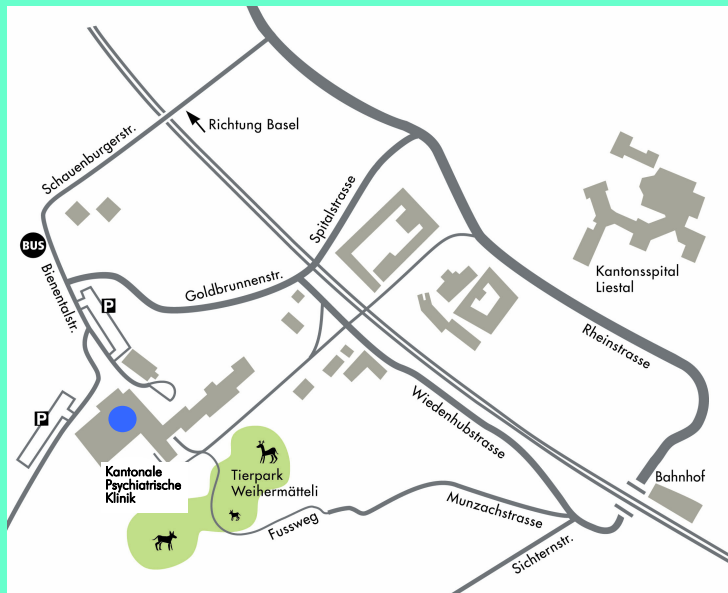 Richtung Basel
Schauenburgerstr.
BUS
Bienentalstr.
Spitalstrasse
Goldbrunnenstr.
P
Kantonsspital
Liestal
Rheinstrasse
P
Wiedenhubstrasse
Kantonale
Psychiatrische
Klinik
Tierpark
Weihermätteli
Bahnhof
Munzachstrasse
Fussweg
Sichternstr.